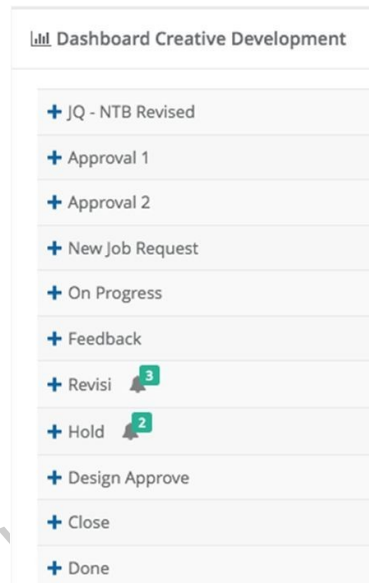 Dashboard Creative Development
JQ - NTB Revised
Approval 1
Approval 2
New Job Request
On Progress
Feedback
Revisi 3
Hold 2
Design Approve
Close
Done